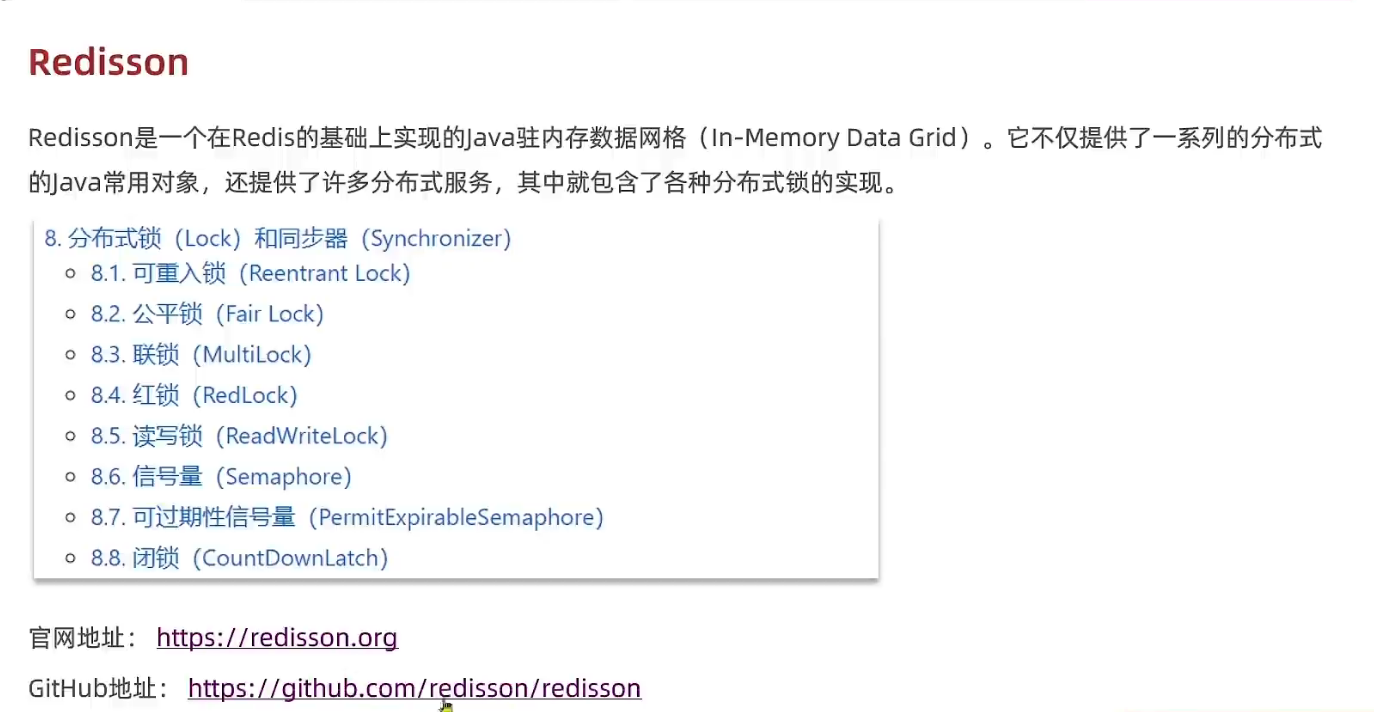 Redisson
Redisson是一个在Redis的基础上实现的Java驻内存数据网格（In-Memory Data Grid）。它不仅提供了一系列的分布式
的Java常用对象，还提供了许多分布式服务，其中就包含了各种分布式锁的实现。
8. 分布式锁（Lock）和同步器（Synchronizer）
8.1. 可重入锁（Reentrant Lock）
8.2. 公平锁（Fair Lock）
8.3. 联锁（MultiLock）
8.4. 红锁（RedLock）
8.5. 读写锁（ReadWriteLock）
8.6. 信号量（Semaphore）
8.7. 可过期性信号量（PermitExpirableSemaphore）
8.8. 闭锁（CountDownLatch）
官网地址： https://redisson.org
GitHub地址： https://github.com/redisson/redisson